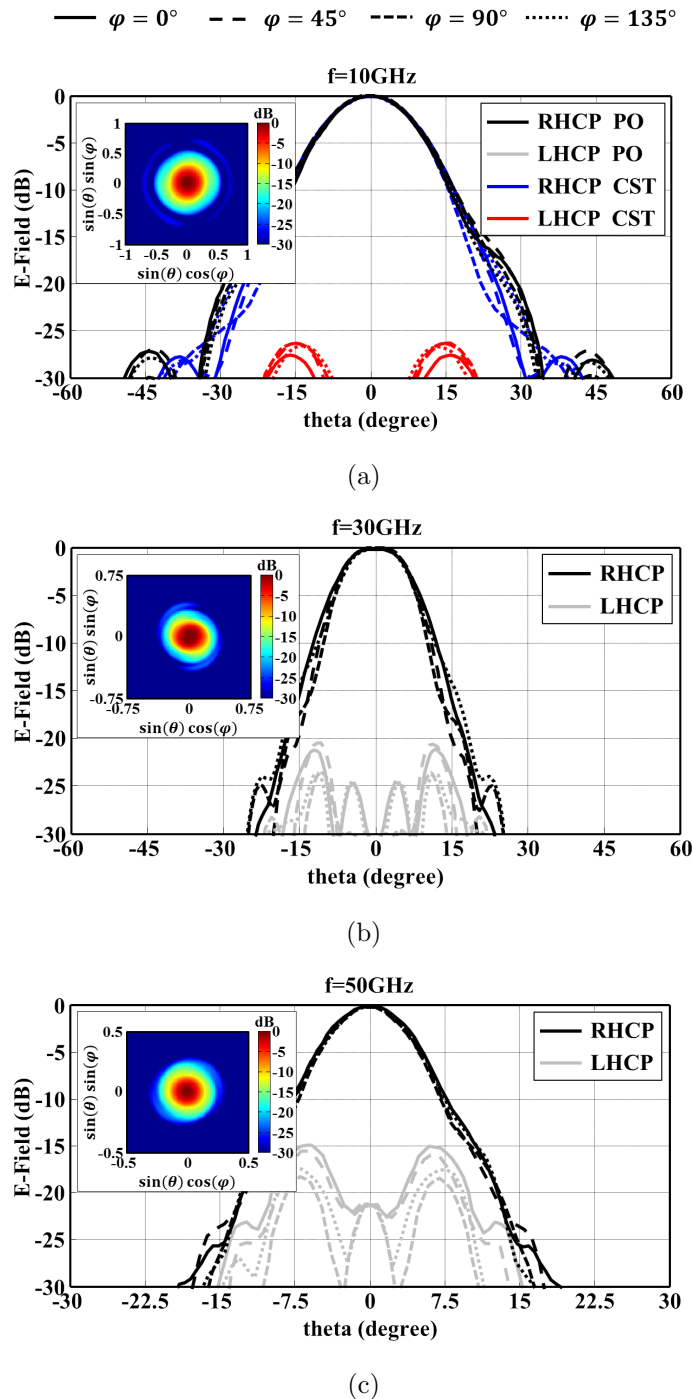 φ = 0° φ = 45° φ = 90° φ = 135°
f=10GHz
E-Field (dB)
0
-5
-10
-15
-20
-25
-30
-60 -45 -30 -15 0 15 30 45 60
theta (degree)
sin(θ) sin(φ)
1
0.5
0
-0.5
-1
-1 -0.5 0 0.5 1
sin(θ) cos(φ)
dB
0
-5
-10
-15
-20
-25
-30
RHCP PO
LHCP PO
RHCP CST
LHCP CST
(a)
f=30GHz
E-Field (dB)
0
-5
-10
-15
-20
-25
-30
-60 -45 -30 -15 0 15 30 45 60
theta (degree)
sin(θ) sin(φ)
0.75
0
-0.75
-0.75 0 0.75
sin(θ) cos(φ)
dB
0
-5
-10
-15
-20
-25
-30
RHCP
LHCP
(b)
f=50GHz
E-Field (dB)
0
-5
-10
-15
-20
-25
-30
-30 -22.5 -15 -7.5 0 7.5 15 22.5 30
theta (degree)
sin(θ) sin(φ)
0.5
0
-0.5
-0.5 0 0.5
sin(θ) cos(φ)
dB
0
-5
-10
-15
-20
-25
-30
RHCP
LHCP
(c)